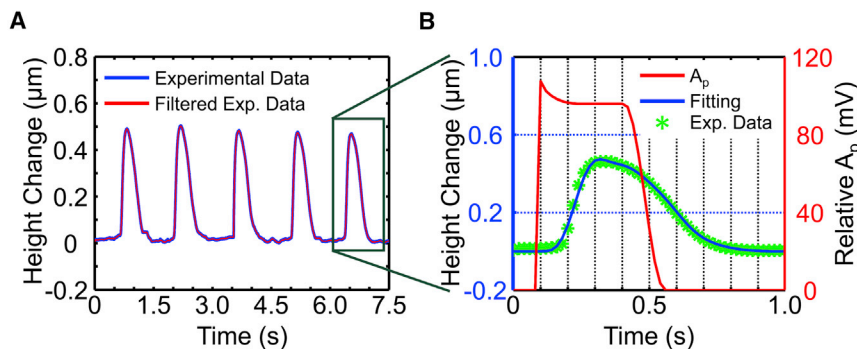 A
Height Change (μm)
0.8
0.6
0.4
0.2
0
-0.2
Experimental Data
Filtered Exp. Data
0
1.5
3.0
4.5
6.0
7.5
Time (s)
B
Height Change (μm)
1.0
0.6
0.2
-0.2
Aₚ
Fitting
Exp. Data
0
0.5
1.0
Time (s)
120
80
40
0
Relative Aₚ (mV)